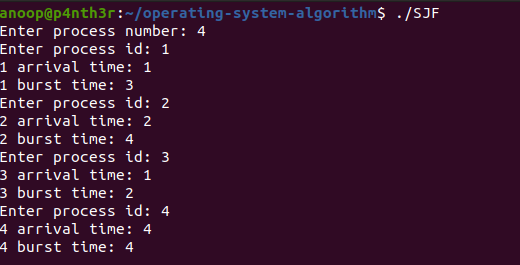 anoop@p4nth3r:~/operating-system-algorithm$ ./SJF
Enter process number: 4
Enter process id: 1
1 arrival time: 1
1 burst time: 3
Enter process id: 2
2 arrival time: 2
2 burst time: 4
Enter process id: 3
3 arrival time: 1
3 burst time: 2
Enter process id: 4
4 arrival time: 4
4 burst time: 4